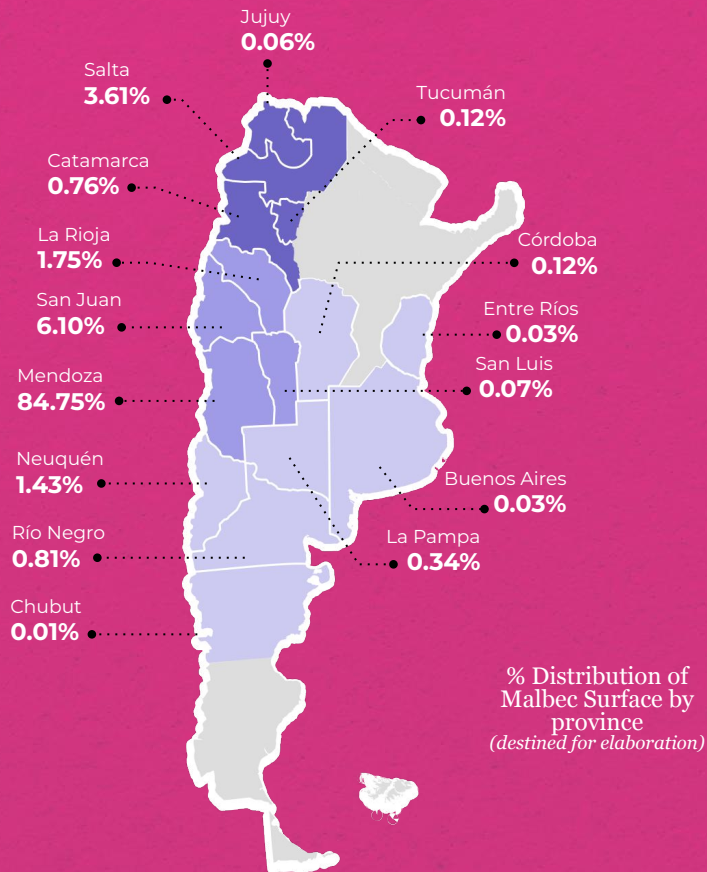 Jujuy
0.06%
Salta
3.61%
Tucumán
0.12%
Catamarca
0.76%
La Rioja
1.75%
Córdoba
0.12%
San Juan
6.10%
Entre Ríos
0.03%
San Luis
0.07%
Mendoza
84.75%
Neuquén
1.43%
Buenos Aires
0.03%
Río Negro
0.81%
La Pampa
0.34%
Chubut
0.01%
% Distribution of
Malbec Surface by
province
(destined for elaboration)